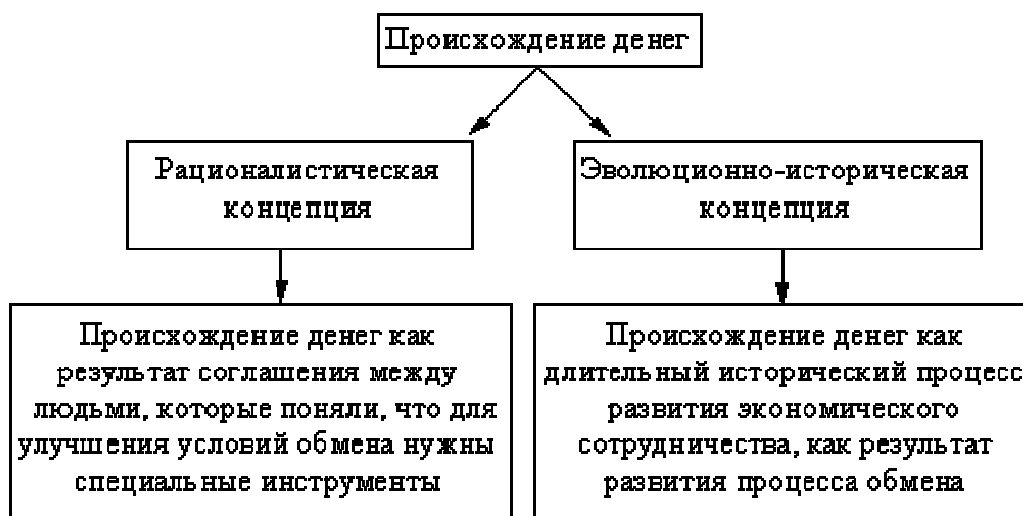 Происхождение денег
Рационалистическая
концепция
Эволюционно-историческая
концепция
Происхождение денег как
результат соглашения между
людьми, которые поняли, что для
улучшения условий обмена нужны
специальные инструменты
Происхождение денег как
длительный исторический процесс
развития экономического
сотрудничества, как результат
развития процесса обмена